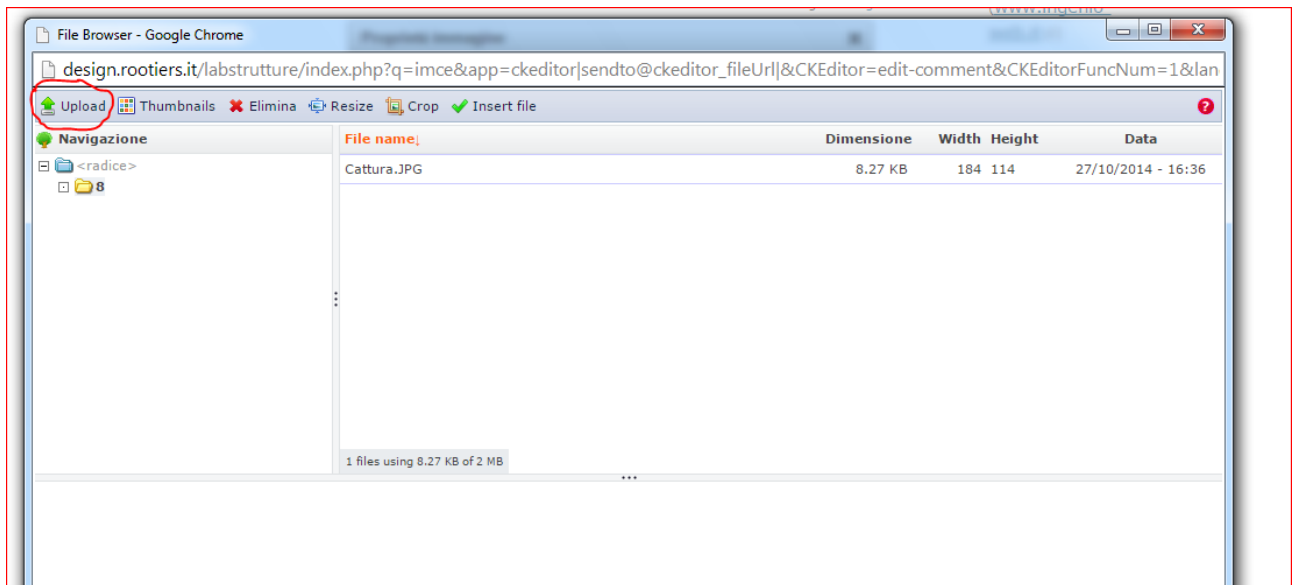 (www.ingenio-
File Browser - Google Chrome
design.rootiers.it/labstrutture/index.php?q=imce&app=ckeditor|sendto@ckeditor_fileUrl|&CKEditor=edit-comment&CKEditorFuncNum=1&lan
Upload Thumbnails Elimina Resize Crop Insert file
Navigazione File name Dimensione Width Height Data
<radice> Cattura.JPG 8.27 KB 184 114 27/10/2014 - 16:36
8
1 files using 8.27 KB of 2 MB